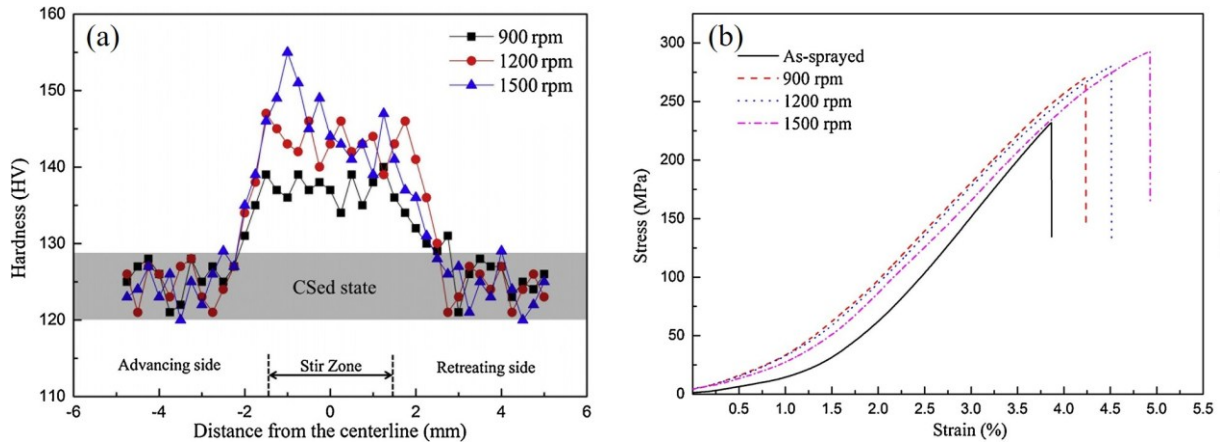 (a)
900 rpm
1200 rpm
1500 rpm
CSed state
Advancing side
Stir Zone
Retreating side
Hardness (HV)
160
150
140
130
120
110
-6
-4
-2
0
2
4
6
Distance from the centerline (mm)
(b)
As-sprayed
900 rpm
1200 rpm
1500 rpm
Stress (MPa)
350
300
250
200
150
100
50
0
0.5
1.0
1.5
2.0
2.5
3.0
3.5
4.0
4.5
5.0
5.5
Strain (%)